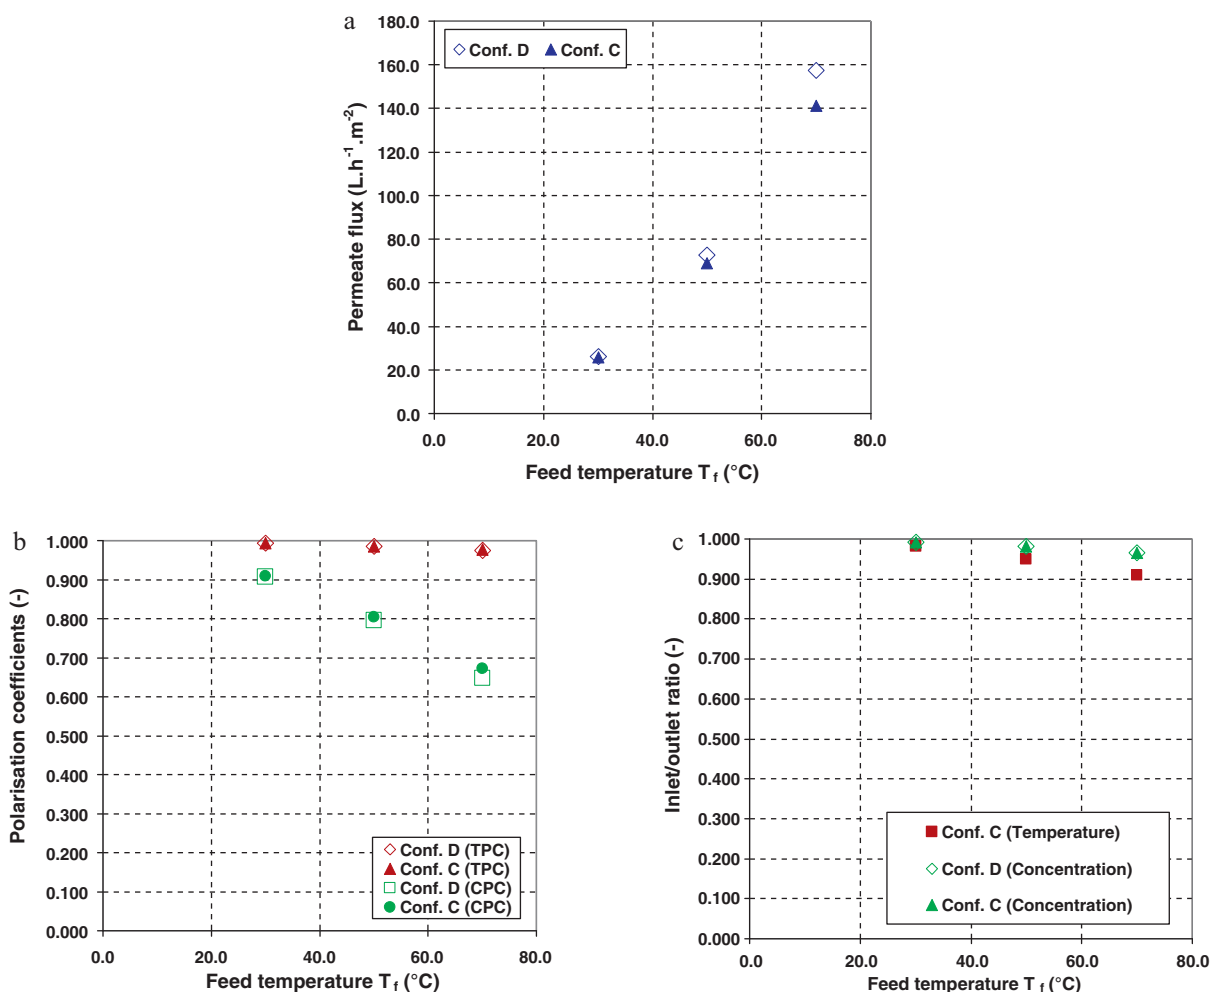 a
180.0
160.0
140.0
120.0
100.0
80.0
60.0
40.0
20.0
0.0
Conf. D Conf. C
Permeate flux (L.h⁻¹.m⁻²)
0.0 20.0 40.0 60.0 80.0
Feed temperature T f (°C)
b
1.000
0.900
0.800
0.700
0.600
0.500
0.400
0.300
0.200
0.100
0.000
Polarisation coefficients (-)
Conf. D (TPC)
Conf. C (TPC)
Conf. D (CPC)
Conf. C (CPC)
0.0 20.0 40.0 60.0 80.0
Feed temperature T f (°C)
c
1.000
0.900
0.800
0.700
0.600
0.500
0.400
0.300
0.200
0.100
0.000
Inlet/outlet ratio (-)
Conf. C (Temperature)
Conf. D (Concentration)
Conf. C (Concentration)
0.0 20.0 40.0 60.0 80.0
Feed temperature T f (°C)